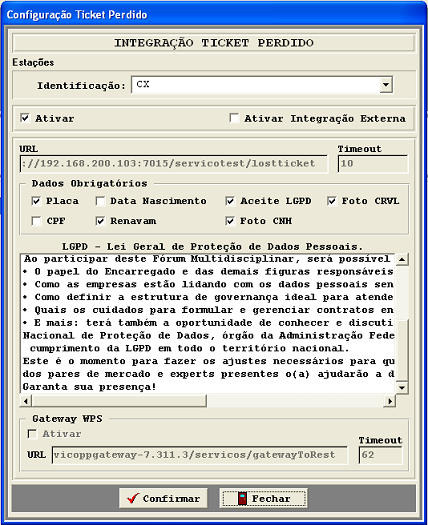 Configuração Ticket Perdido
INTEGRAÇÃO TICKET PERDIDO
Estações
Identificação: CX
Ativar
Ativar Integração Externa
URL
Timeout
://192.168.200.103:7015/servicotest/lostticket
10
Dados Obrigatórios
Placa
Data Nascimento
Aceite LGPD
Foto CRVL
CPF
Renavam
Foto CNH
LGPD - Lei Geral de Proteção de Dados Pessoais.
Ao participar deste Fórum Multidisciplinar, será possível
• O papel do Encarregado e das demais figuras responsáveis
• Como as empresas estão lidando com os dados pessoais sen
• Como definir a estrutura de governança ideal para atende
• Quais os cuidados para formular e gerenciar contratos en
• E mais: terá também a oportunidade de conhecer e discuti
Nacional de Proteção de Dados, órgão da Administração Fede
cumprimento da LGPD em todo o território nacional.
Este é o momento para fazer os ajustes necessários para qu
dos pares de mercado e experts presentes o(a) ajudarão a d
Garanta sua presença!
Gateway WPS
Ativar
Timeout
URL
vicoppgateway-7.311.3/servicos/gatewayToRest
62
Confirmar
Fechar